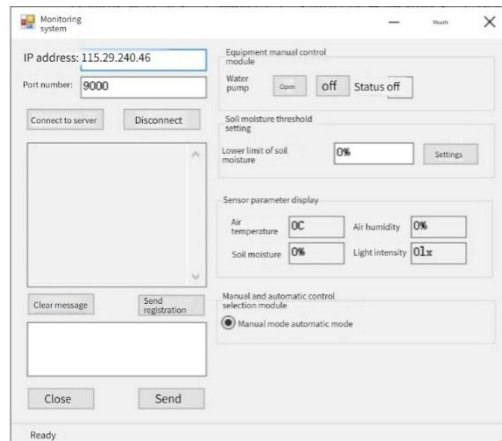 Monitoring
system
IP address: 115.29.240.46
Port number: 9000
Connect to server
Disconnect
Clear message
Send
registration
Close
Send
Equipment manual control
module
Water
pump
Open
off
Status off
Soil moisture threshold
setting
Lower limit of soil
moisture
0%
Settings
Sensor parameter display
Air
temperature
0C
Air humidity
0%
Soil moisture
0%
Light intensity
0lx
Manual and automatic control
selection module
Manual mode automatic mode
Ready